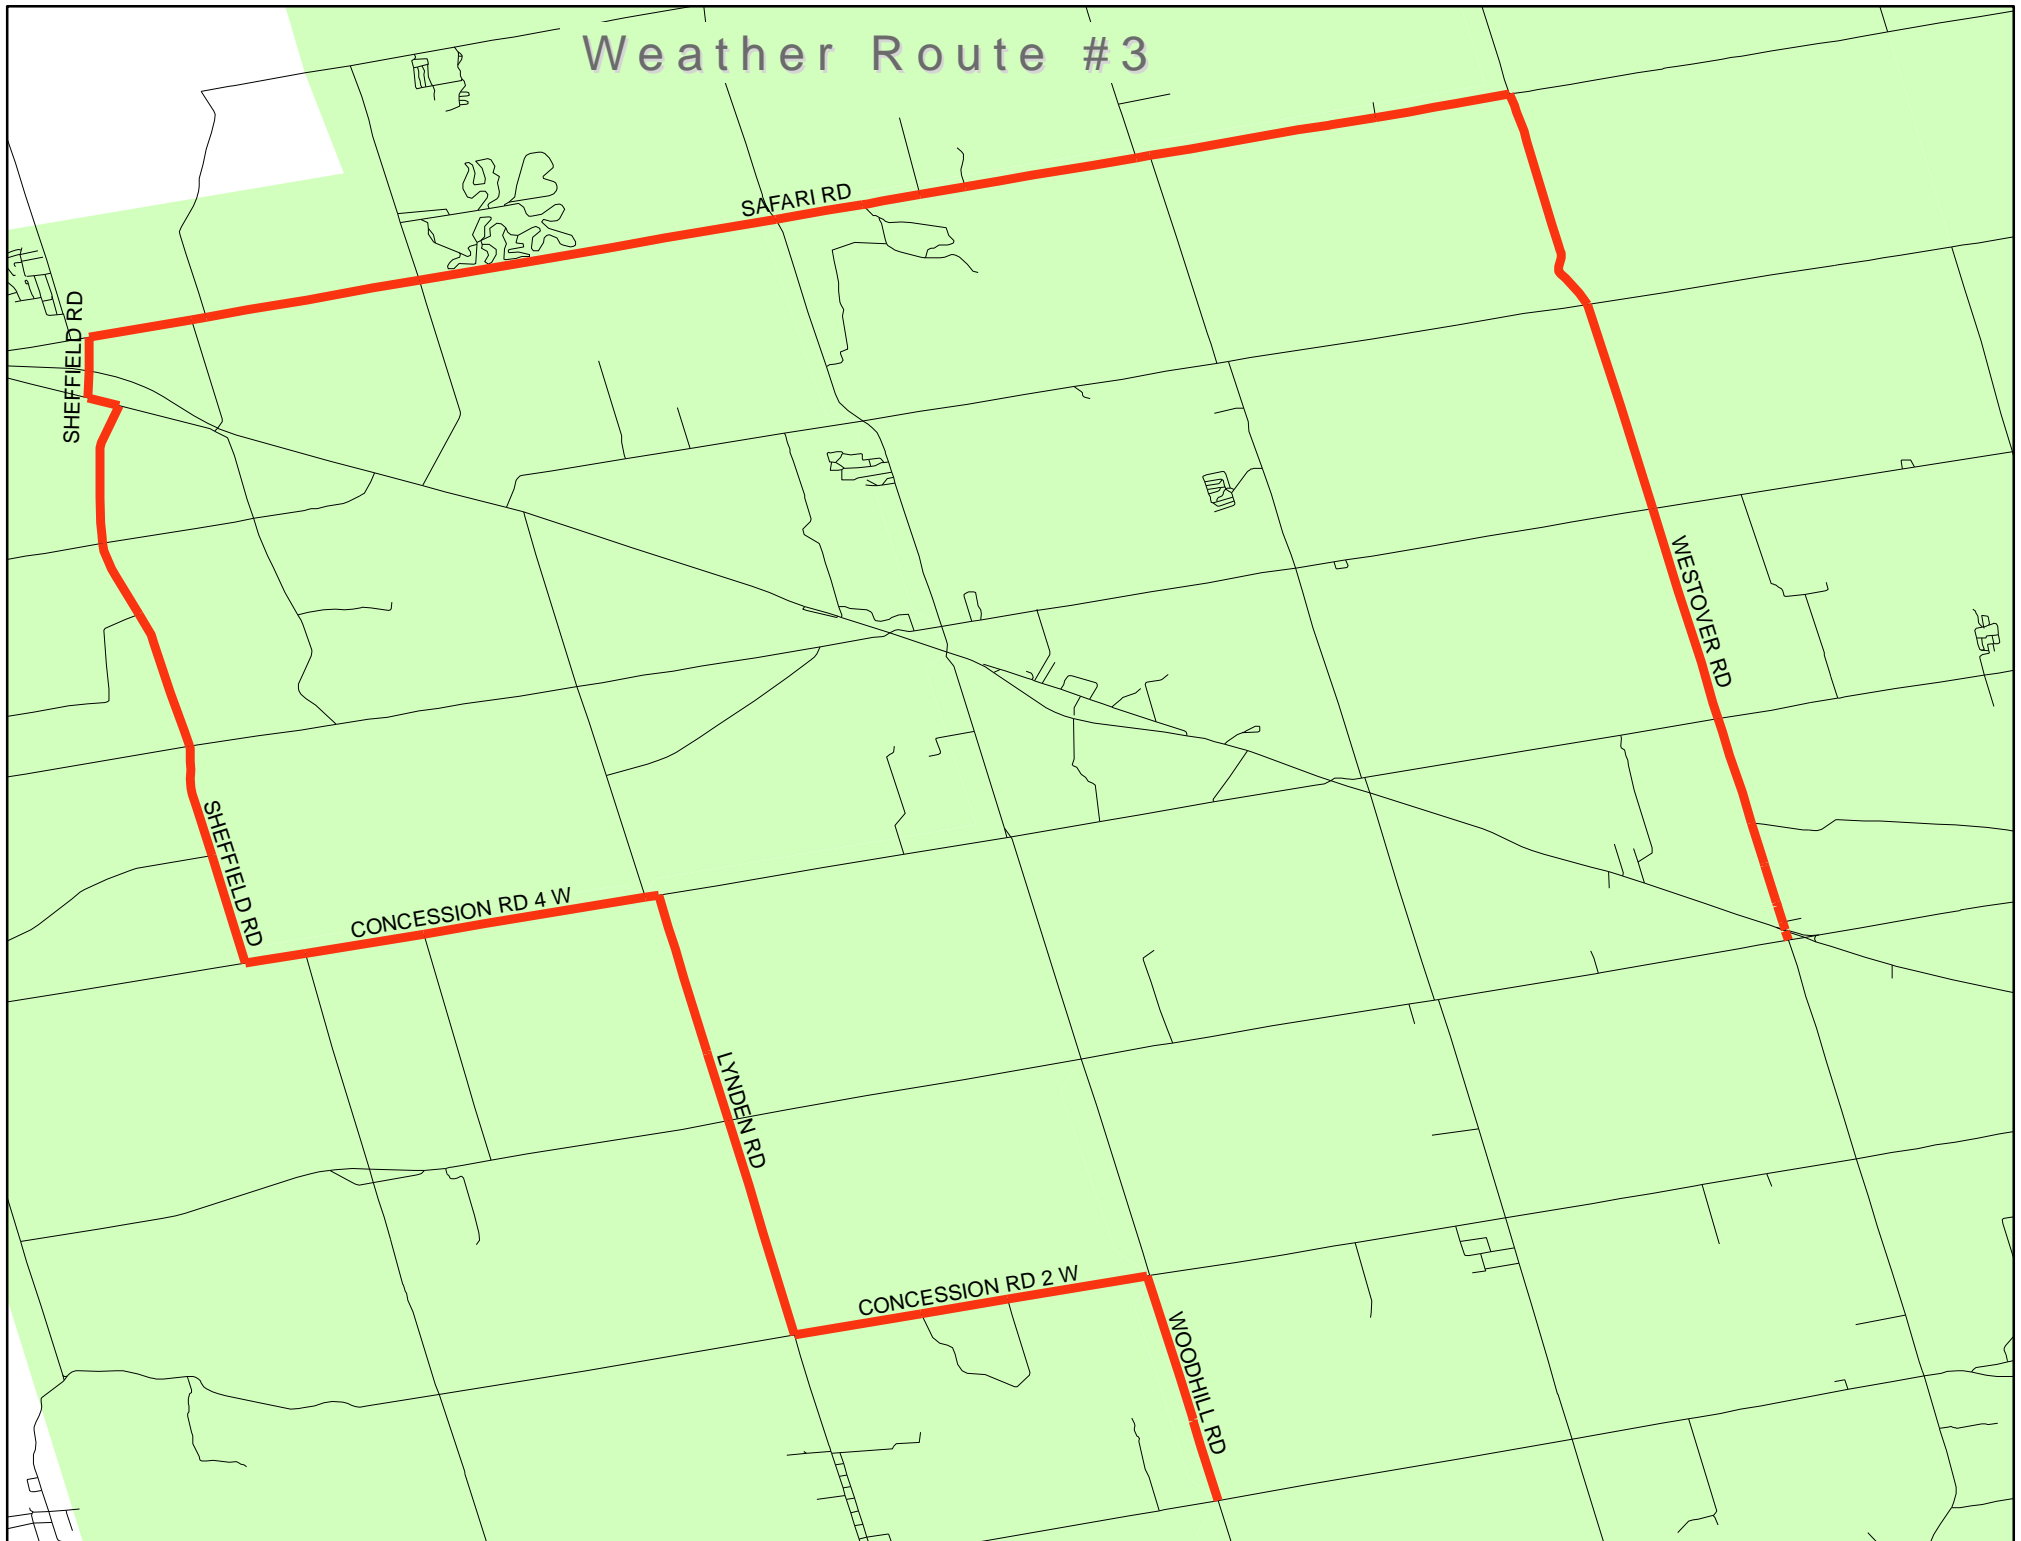 Weather Route #3
SAFARI RD
SHEFFIELD RD
WESTOVER RD
SHEFFIELD RD
CONCESSION RD 4 W
LYNDEN RD
CONCESSION RD 2 W
WOODHILL RD